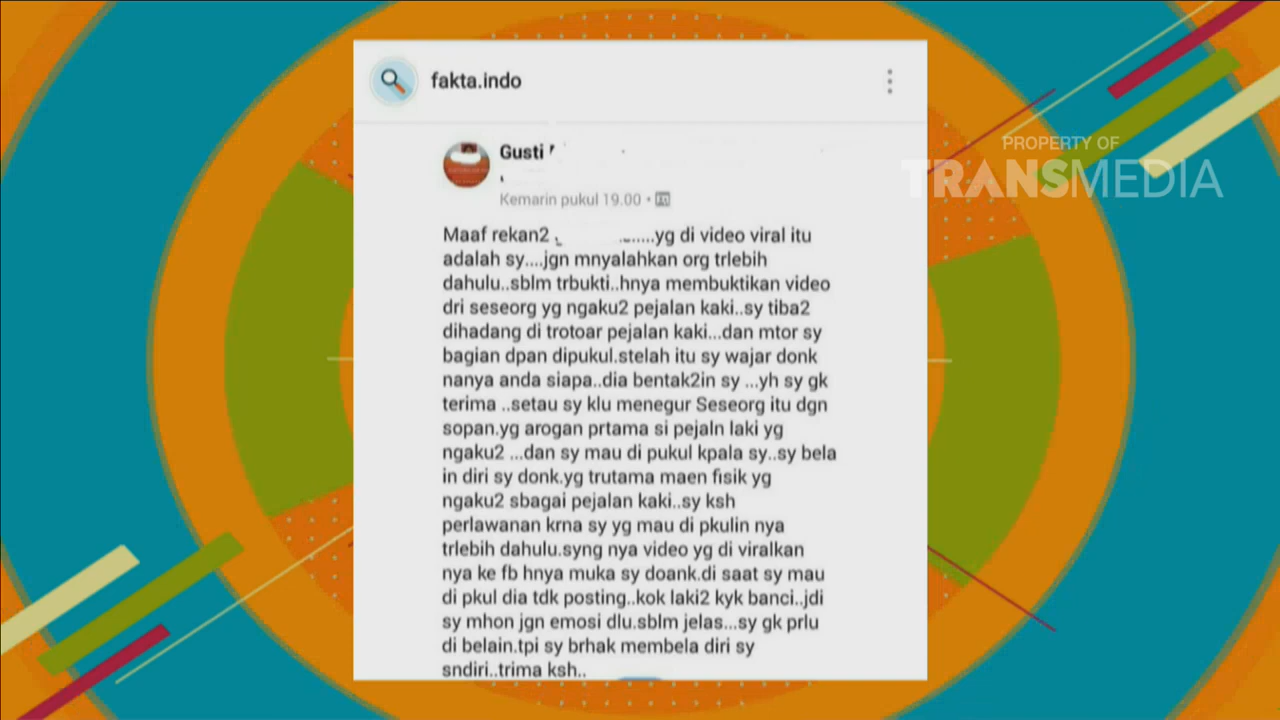 fakta.indo
PROPERTY OF
TRANSMEDIA
Gusti
Kemarin pukul 19.00 •
Maaf rekan2 ......yg di video viral itu
adalah sy....jgn mnyalahkan org trlebih
dahulu..sblm trbukti..hnya membuktikan video
dri seseorg yg ngaku2 pejalan kaki..sy tiba2
dihadang di trotoar pejalan kaki...dan mtor sy
bagian dpan dipukul.stelah itu sy wajar donk
nanya anda siapa..dia bentak2in sy ...yh sy gk
terima ..setau sy klu menegur Seseorg itu dgn
sopan.yg arogan prtama si pejaln laki yg
ngaku2 ...dan sy mau di pukul kpala sy..sy bela
in diri sy donk.yg trutama maen fisik yg
ngaku2 sbagai pejalan kaki..sy ksh
perlawanan krna sy yg mau di pkulin nya
trlebih dahulu.syng nya video yg di viralkan
nya ke fb hnya muka sy doank.di saat sy mau
di pkul dia tdk posting..kok laki2 kyk banci..jdi
sy mhon jgn emosi dlu.sblm jelas...sy gk prlu
di belain.tpi sy brhak membela diri sy
sndiri..trima ksh..